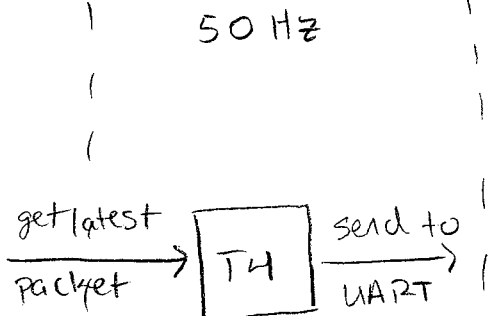 50 Hz
get latest
packet
T4
send to
UART